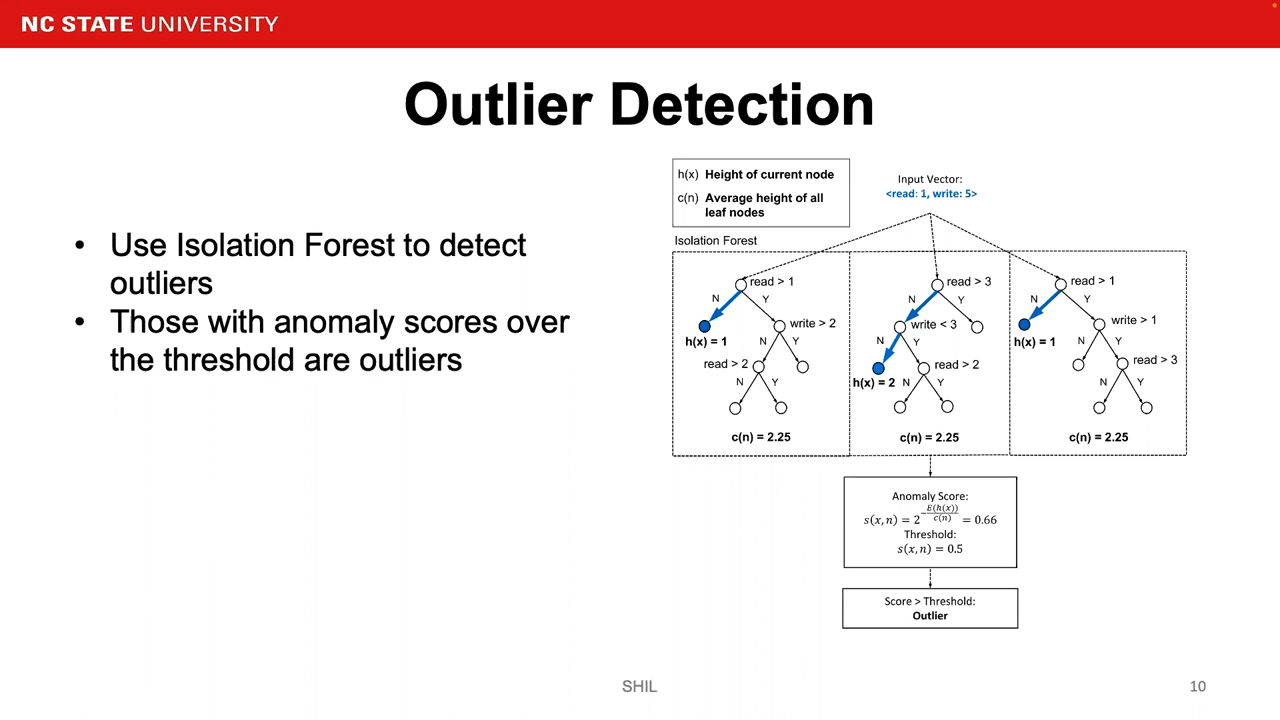 NC STATE UNIVERSITY
Outlier Detection
• Use Isolation Forest to detect
outliers
• Those with anomaly scores over
the threshold are outliers
h(x) Height of current node
c(n) Average height of all
leaf nodes
Input Vector:
<read: 1, write: 5>
Isolation Forest
read > 1
N Y
write > 2
h(x) = 1
N Y
read > 2
N Y
c(n) = 2.25
read > 3
N Y
write < 3
N Y
read > 2
h(x) = 2
N Y
c(n) = 2.25
read > 1
N Y
write > 1
h(x) = 1
N Y
read > 3
N Y
c(n) = 2.25
Anomaly Score:
s(x, n) = 2^{-\frac{E(h(x))}{c(n)}} = 0.66
Threshold:
s(x, n) = 0.5
Score > Threshold:
Outlier
SHIL
10